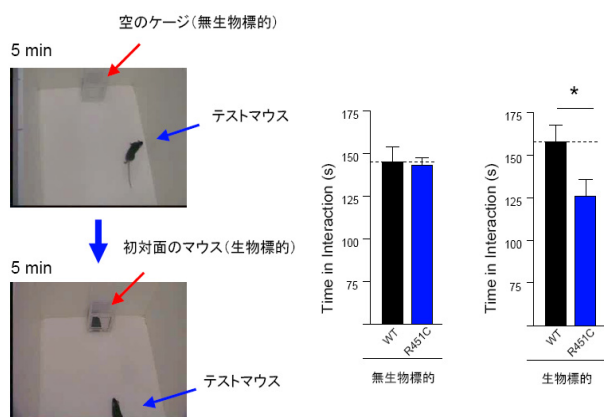 空のケージ(無生物標的)
5 min
テストマウス
初対面のマウス(生物標的)
5 min
テストマウス
Time in Interaction (s)
175
150
125
100
75
WT
R451C
無生物標的
*
Time in Interaction (s)
175
150
125
100
75
WT
R451C
生物標的